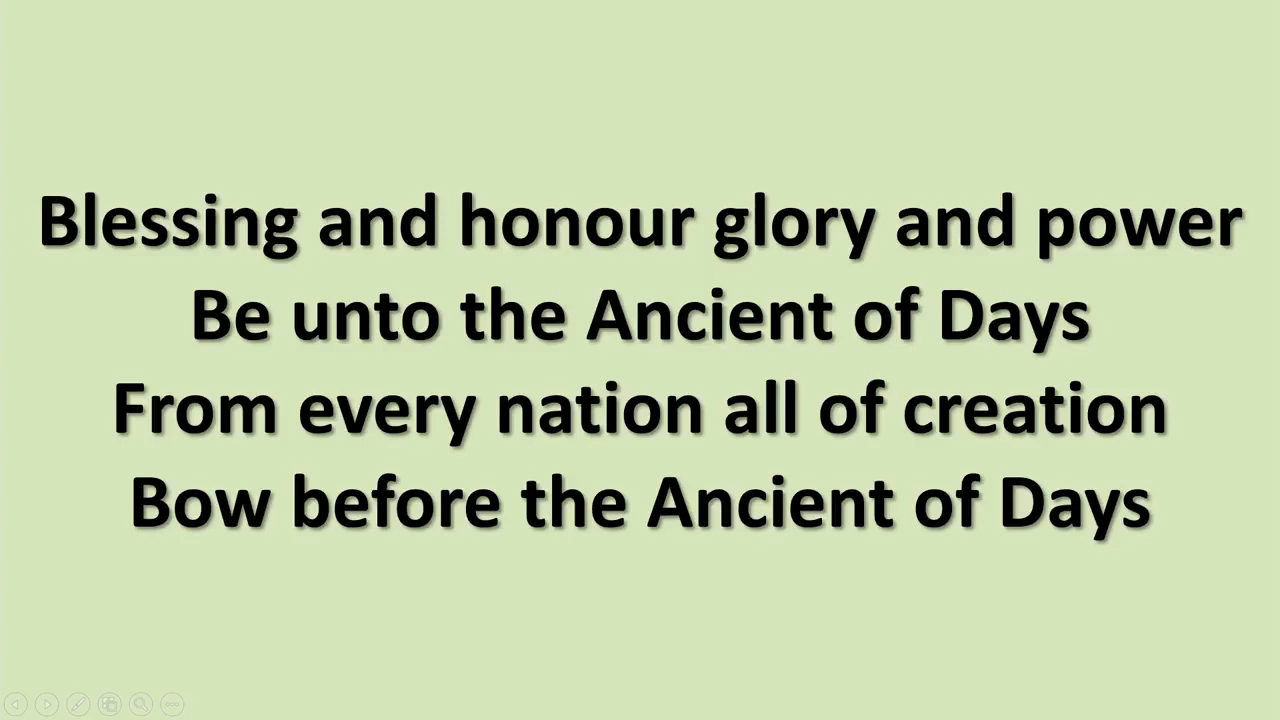 Blessing and honour glory and power
Be unto the Ancient of Days
From every nation all of creation
Bow before the Ancient of Days